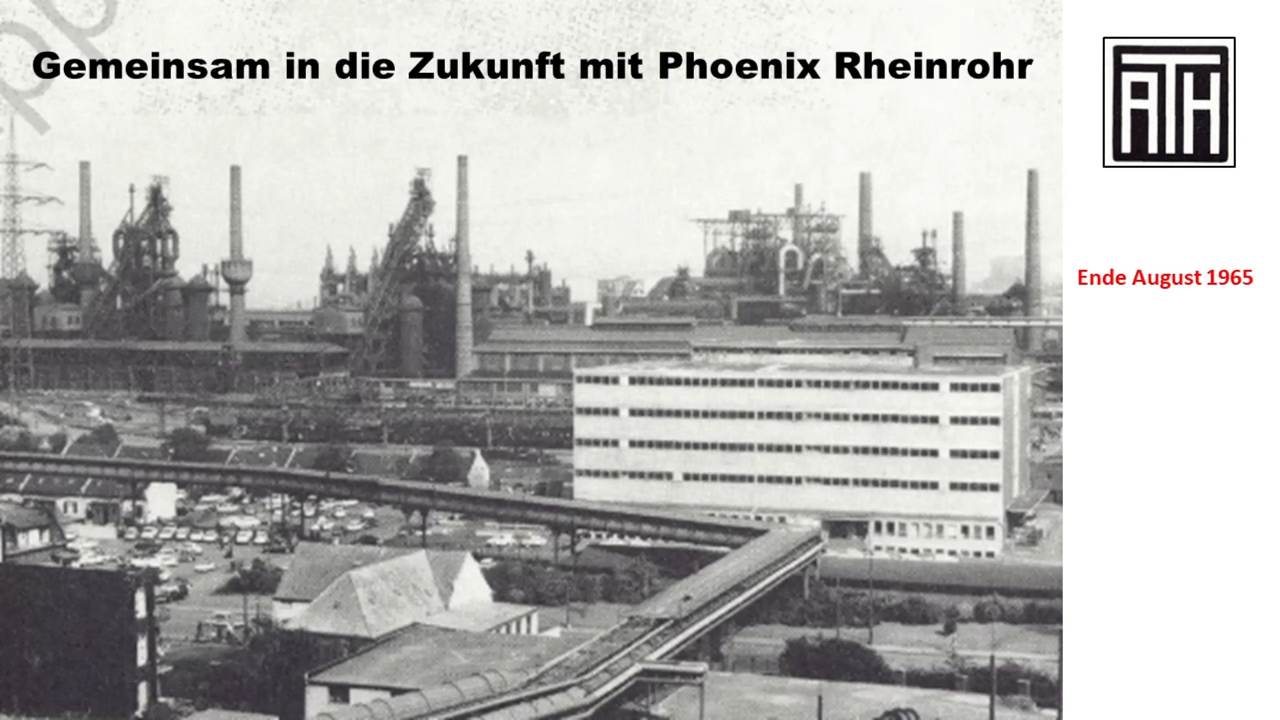 Gemeinsam in die Zukunft mit Phoenix Rheinrohr
ATH
Ende August 1965